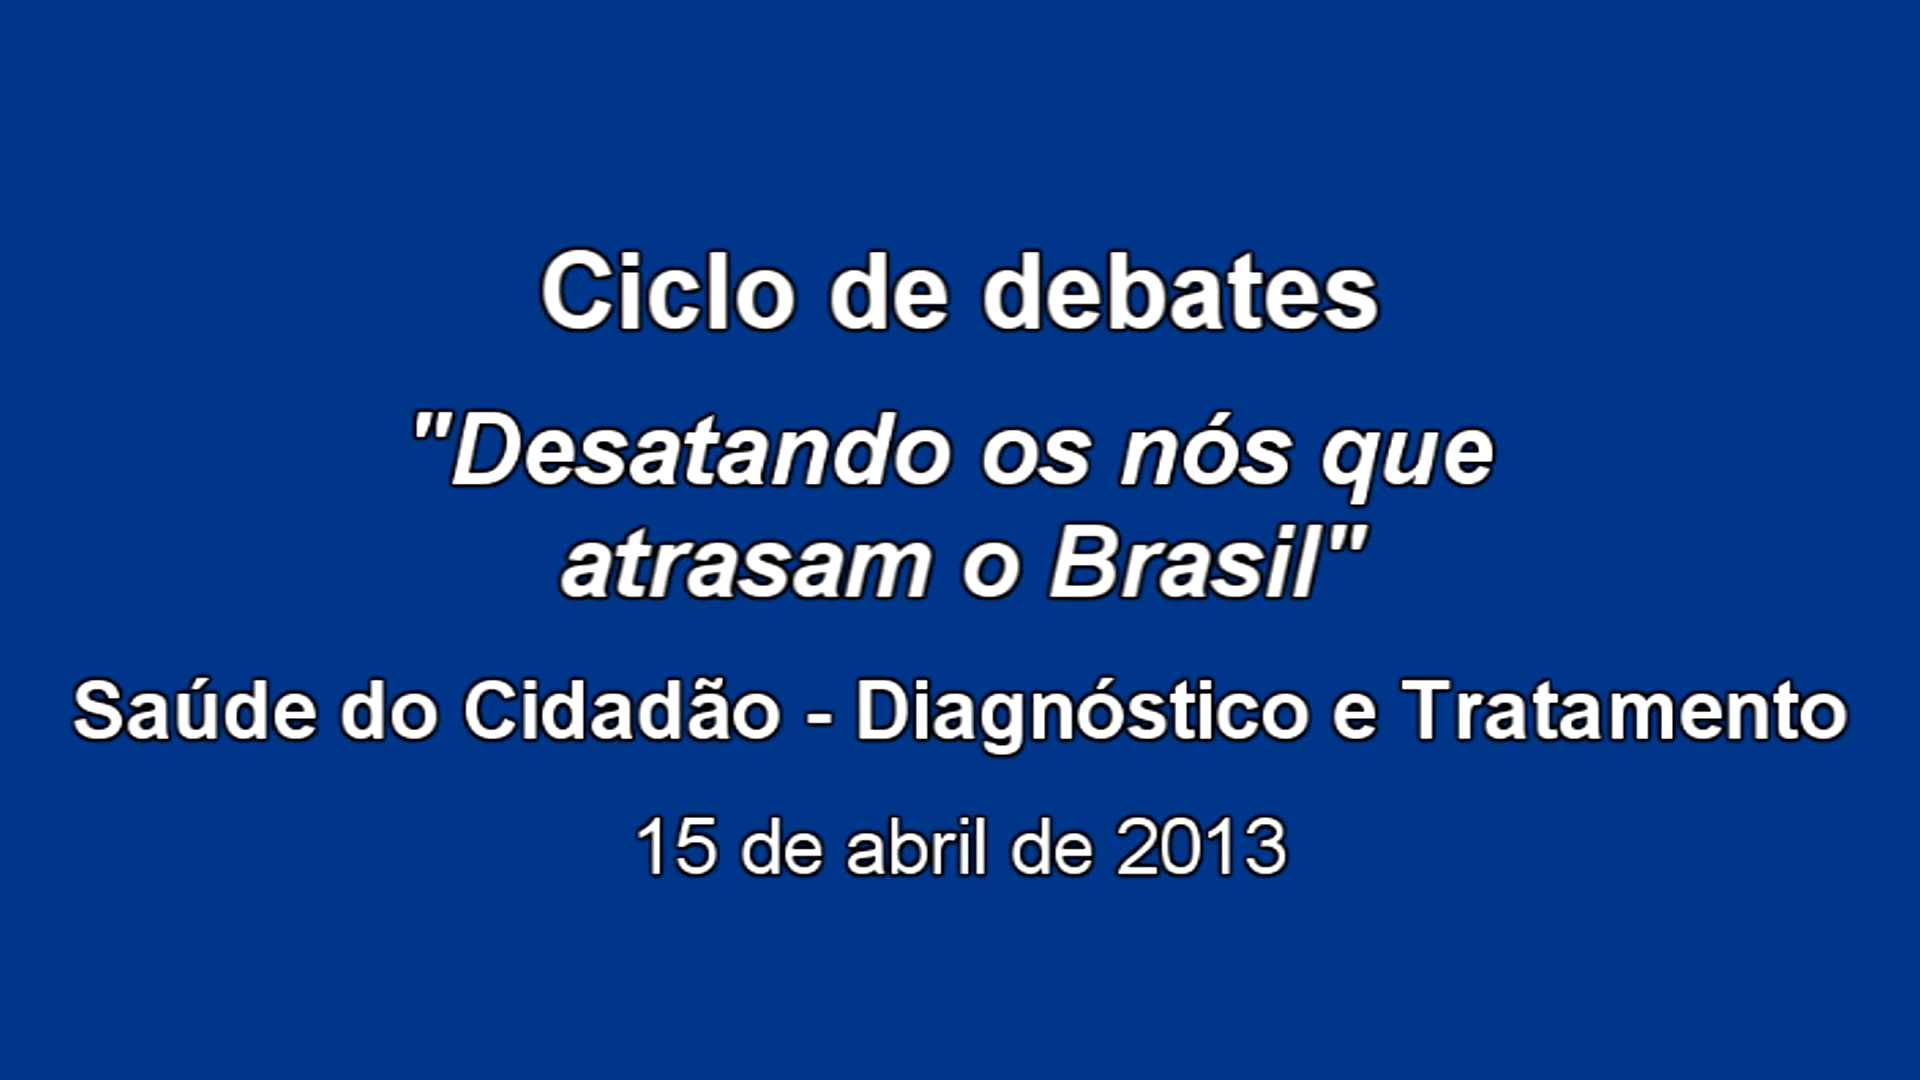 Ciclo de debates
"Desatando os nós que
atrasam o Brasil"
Saúde do Cidadão - Diagnóstico e Tratamento
15 de abril de 2013